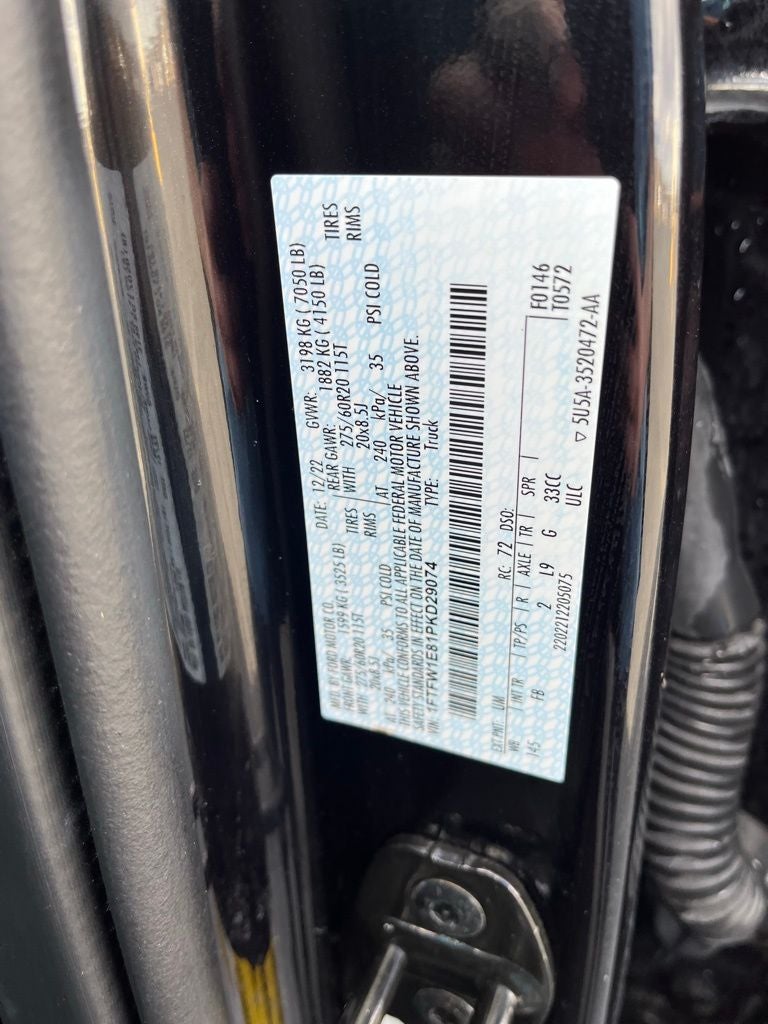 MFD. BY FORD MOTOR CO.
DATE: 12/22 GVWR: 3198 KG ( 7050 LB)
FRONT GAWR: 1599 KG ( 3525 LB) REAR GAWR: 1882 KG ( 4150 LB)
WITH 275/60R20 115T TIRES WITH 275/60R20 115T TIRES
20x8.5J RIMS 20x8.5J RIMS
AT 240 kPa/ 35 PSI COLD AT 240 kPa/ 35 PSI COLD
THIS VEHICLE CONFORMS TO ALL APPLICABLE FEDERAL MOTOR VEHICLE
SAFETY STANDARDS IN EFFECT ON THE DATE OF MANUFACTURE SHOWN ABOVE.
VIN: 1FTFW1E81PKD29074 TYPE: Truck
EXT PNT: UM RC: 72 DSO: F0146
WB INT TR TP/PS R AXLE TR SPR T0572
145 FB 2 L9 G 33CC
2202212205075 ULC ▽ 5U5A-3520472-AA